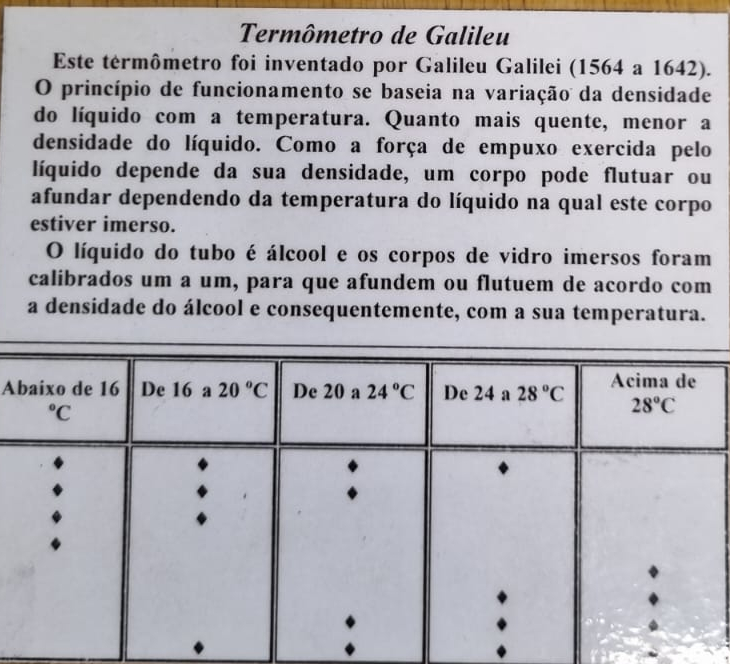 Termômetro de Galileu
Este termômetro foi inventado por Galileu Galilei (1564 a 1642).
O princípio de funcionamento se baseia na variação da densidade
do líquido com a temperatura. Quanto mais quente, menor a
densidade do líquido. Como a força de empuxo exercida pelo
líquido depende da sua densidade, um corpo pode flutuar ou
afundar dependendo da temperatura do líquido na qual este corpo
estiver imerso.
O líquido do tubo é álcool e os corpos de vidro imersos foram
calibrados um a um, para que afundem ou flutuem de acordo com
a densidade do álcool e consequentemente, com a sua temperatura.
Abaixo de 16
ºC
De 16 a 20 ºC
De 20 a 24 ºC
De 24 a 28 ºC
Acima de
28ºC